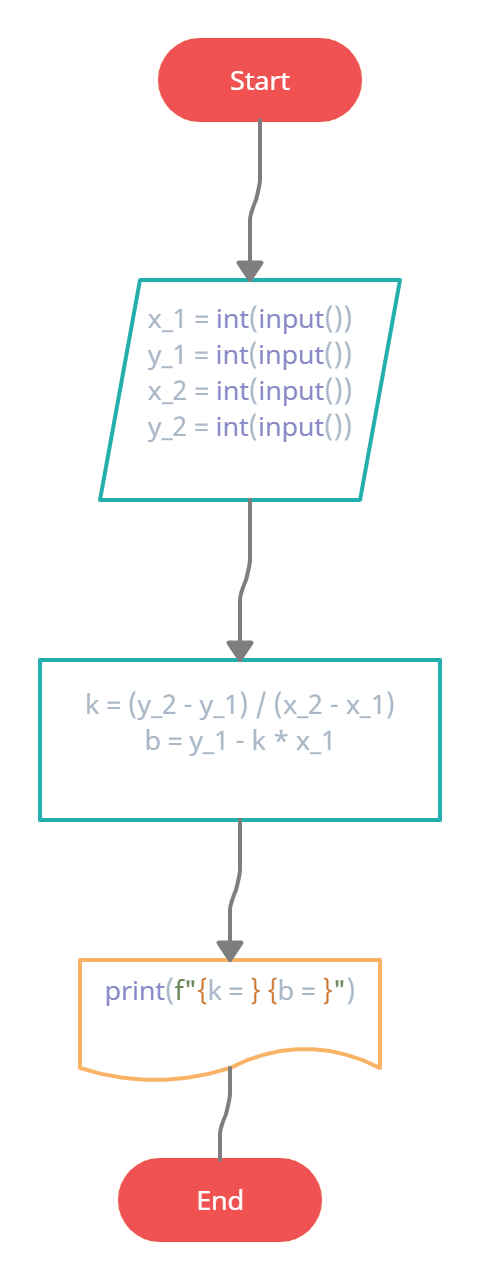 Start
x_1 = int(input())
y_1 = int(input())
x_2 = int(input())
y_2 = int(input())
k = (y_2 - y_1) / (x_2 - x_1)
b = y_1 - k * x_1
print(f"{k = } {b = }")
End